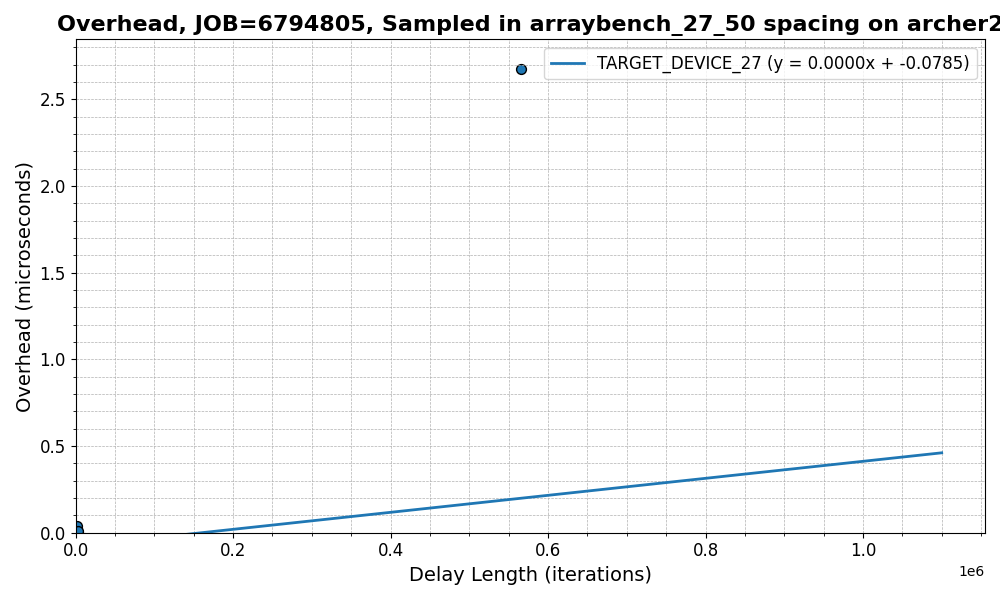 Overhead, JOB=6794805, Sampled in arraybench_27_50 spacing on archer2
TARGET_DEVICE_27 (y = 0.0000x + -0.0785)
Overhead (microseconds)
2.5
2.0
1.5
1.0
0.5
0.0
0.0 0.2 0.4 0.6 0.8 1.0
1e6
Delay Length (iterations)